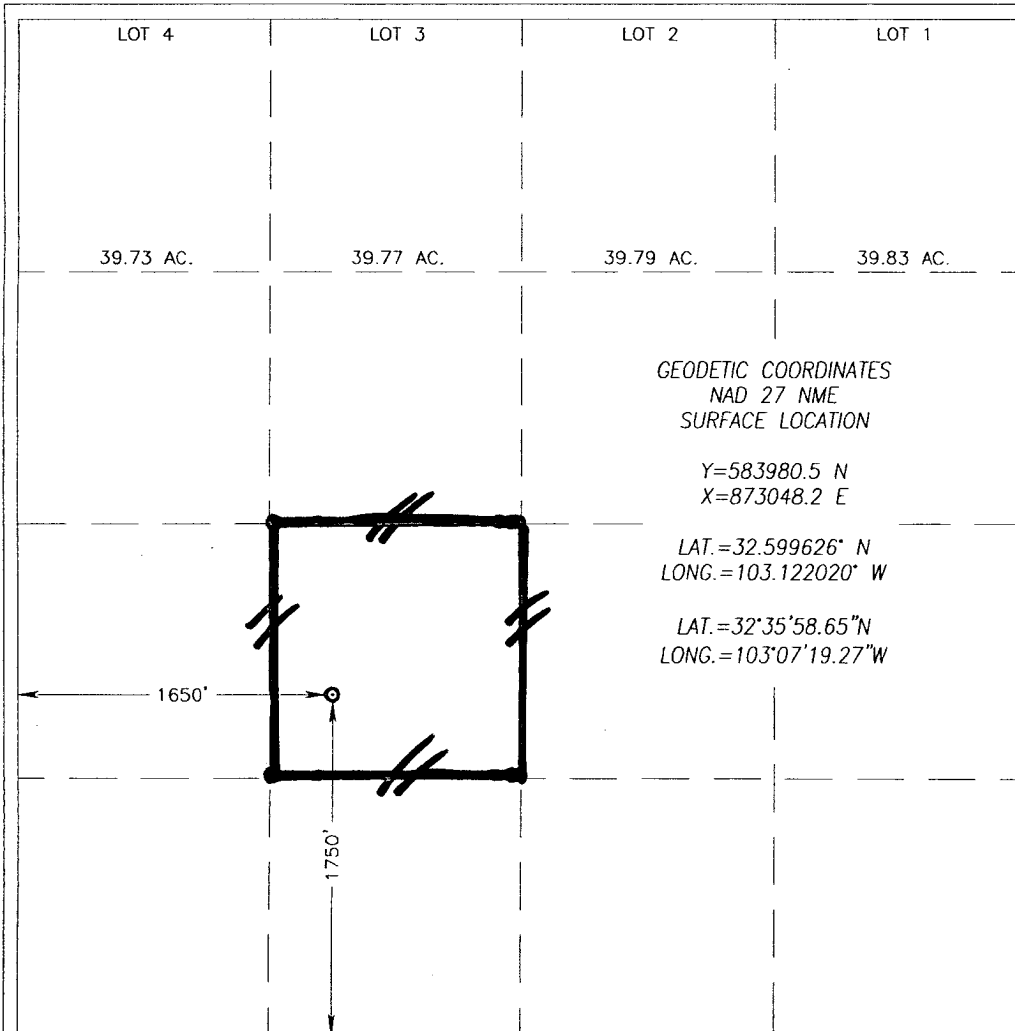 LOT 4
LOT 3
LOT 2
LOT 1
39.73 AC.
39.77 AC.
39.79 AC.
39.83 AC.
GEODETIC COORDINATES
NAD 27 NME
SURFACE LOCATION
Y=583980.5 N
X=873048.2 E
LAT.=32.599626° N
LONG.=103.122020° W
LAT.=32°35'58.65"N
LONG.=103°07'19.27"W
1650'
1750'